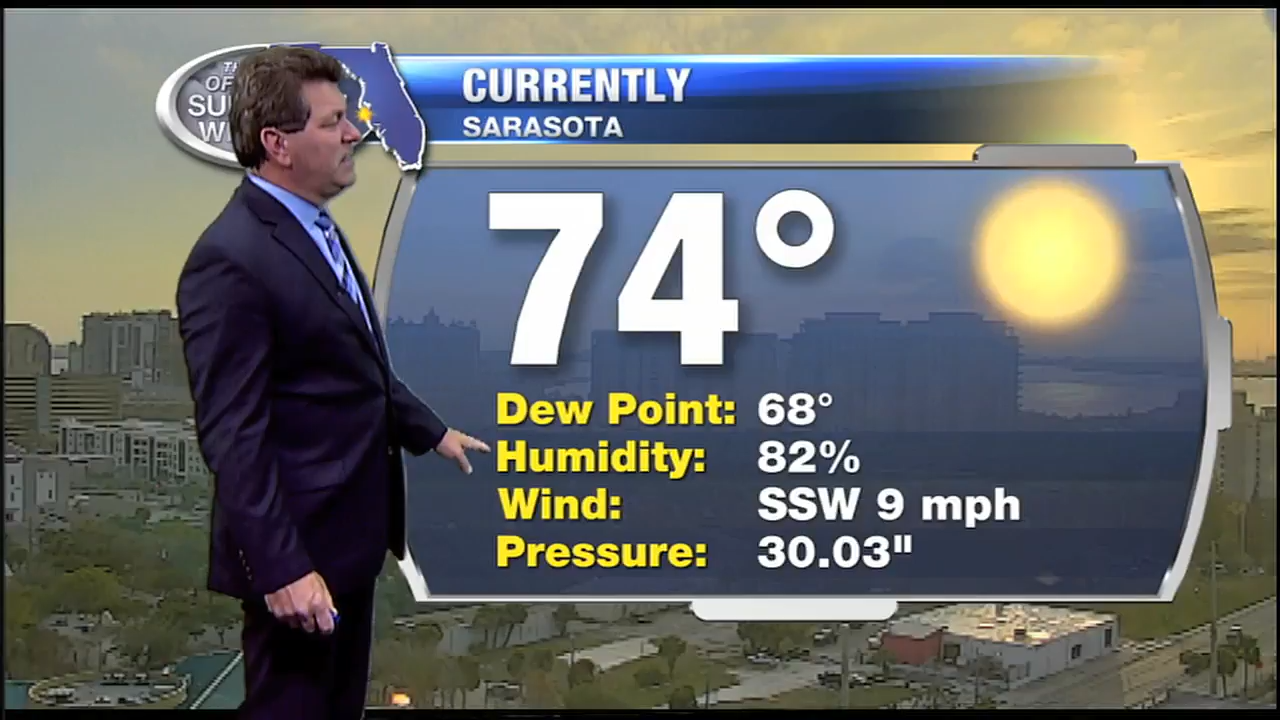 CURRENTLY
SARASOTA
74°
Dew Point: 68°
Humidity: 82%
Wind: SSW 9 mph
Pressure: 30.03"